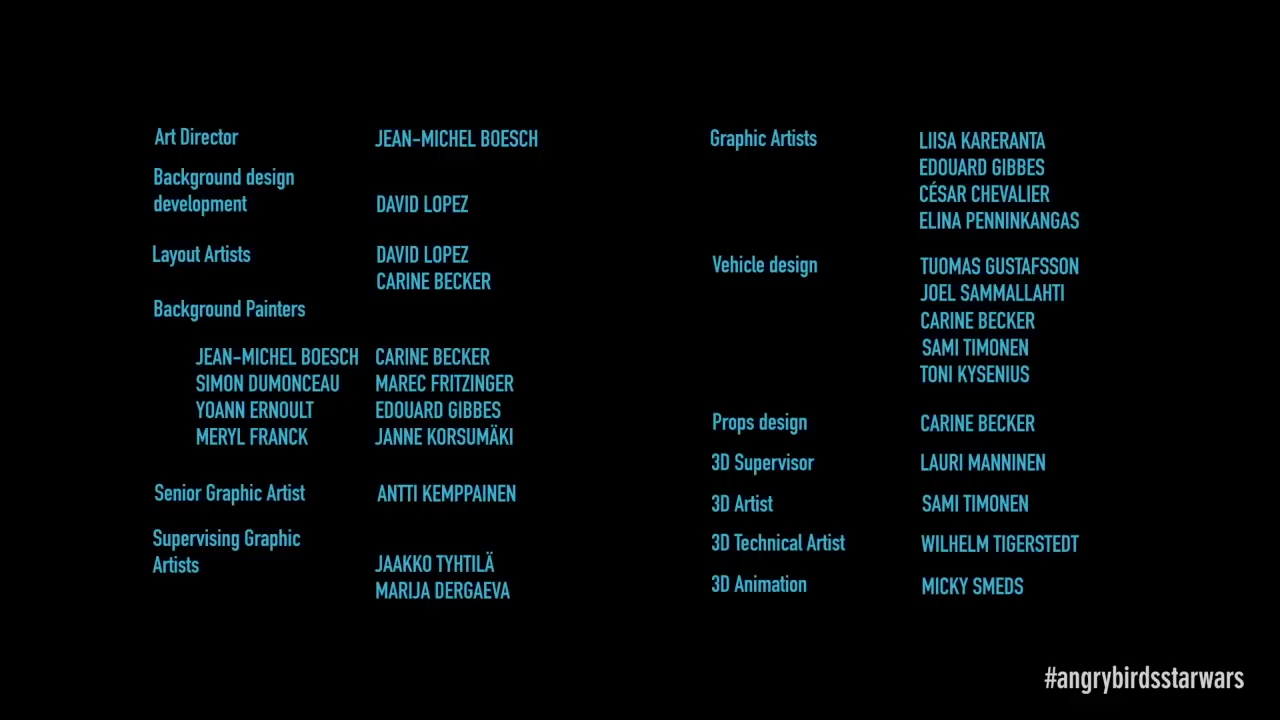 Art Director JEAN-MICHEL BOESCH
Background design
development DAVID LOPEZ
Layout Artists DAVID LOPEZ
CARINE BECKER
Background Painters
JEAN-MICHEL BOESCH CARINE BECKER
SIMON DUMONCEAU MAREC FRITZINGER
YOANN ERNOULT EDOUARD GIBBES
MERYL FRANCK JANNE KORSUMÄKI
Senior Graphic Artist ANTTI KEMPPAINEN
Supervising Graphic
Artists JAAKKO TYHTILÄ
MARIJA DERGAEVA
Graphic Artists LIISA KARERANTA
EDOUARD GIBBES
CÉSAR CHEVALIER
ELINA PENNINKANGAS
Vehicle design TUOMAS GUSTAFSSON
JOEL SAMMALLAHTI
CARINE BECKER
SAMI TIMONEN
TONI KYSENIUS
Props design CARINE BECKER
3D Supervisor LAURI MANNINEN
3D Artist SAMI TIMONEN
3D Technical Artist WILHELM TIGERSTEDT
3D Animation MICKY SMEDS
#angrybirdsstarwars